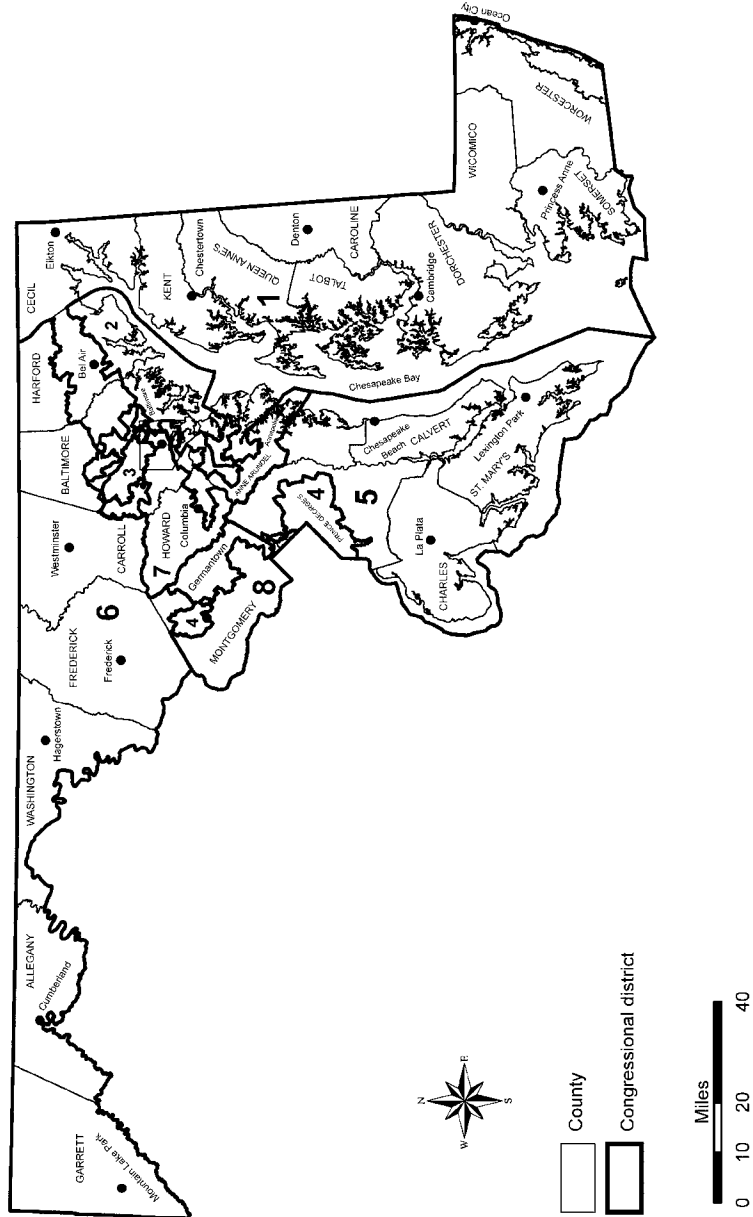 GARRETT
Mountain Lake Park
ALLEGANY
Cumberland
WASHINGTON
Hagerstown
FREDERICK
Frederick
6
Westminster
CARROLL
BALTIMORE
HARFORD
Bel Air
CECIL
Elkton
2
3
7
HOWARD
Columbia
Germantown
4
MONTGOMERY
8
ANNE ARUNDEL
KENT
Chestertown
QUEEN ANNE'S
1
TALBOT
Denton
CAROLINE
Cambridge
DORCHESTER
WICOMICO
Princess Anne
SOMERSET
WORCESTER
Ocean City
Chesapeake Bay
4
PRINCE GEORGE'S
5
Chesapeake
Beach
CALVERT
La Plata
CHARLES
Lexington Park
ST. MARY'S
N
W
E
S
County
Congressional district
Miles
0 10 20 40